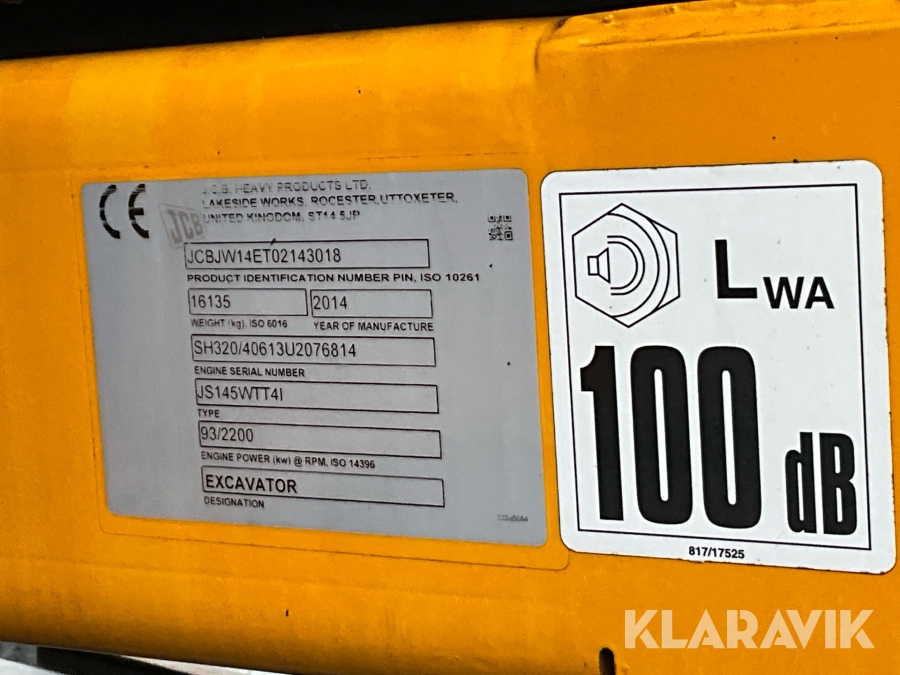 CE
J.C.B. HEAVY PRODUCTS LTD.
LAKESIDE WORKS, ROCESTER, UTTOXETER,
UNITED KINGDOM, ST14 5JP
JCB
JCBJW14ET02143018
PRODUCT IDENTIFICATION NUMBER PIN, ISO 10261
16135 2014
WEIGHT (kg), ISO 6016 YEAR OF MANUFACTURE
SH320/40613U2076814
ENGINE SERIAL NUMBER
JS145WTT4I
TYPE
93/2200
ENGINE POWER (kw) @ RPM, ISO 14396
EXCAVATOR
DESIGNATION
LWA
100 dB
817/17525
KLARAVIK